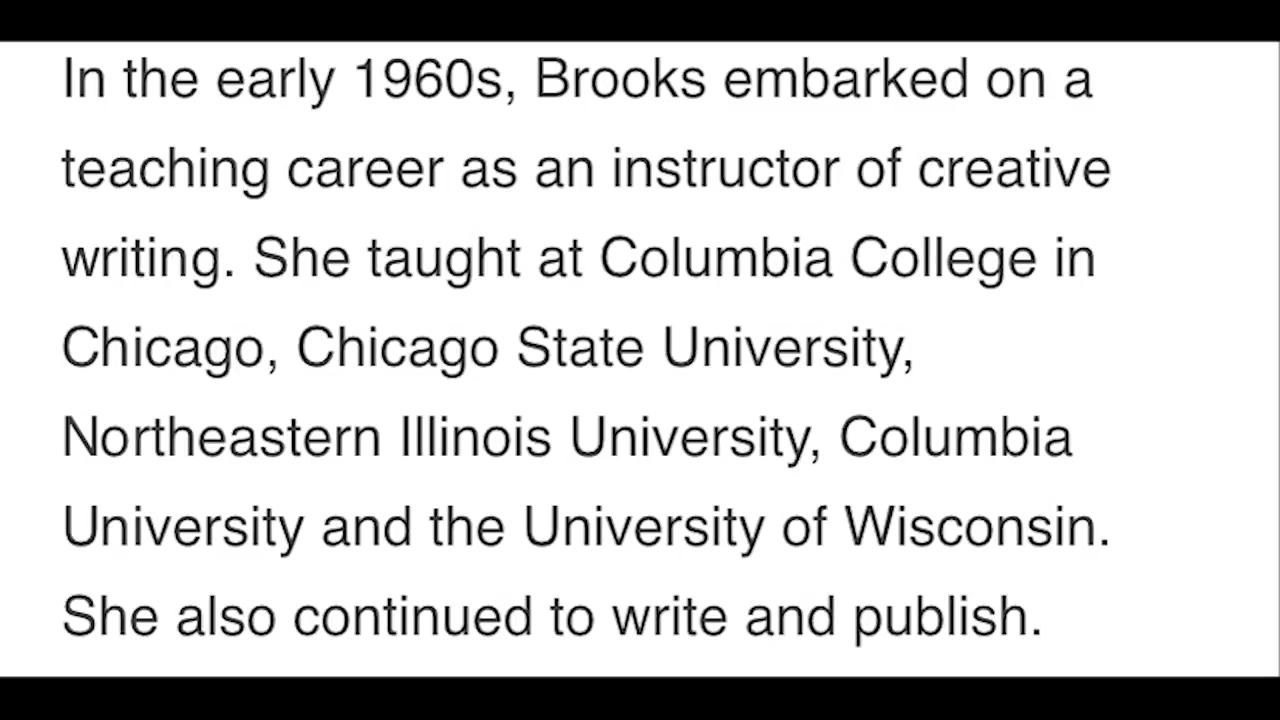 In the early 1960s, Brooks embarked on a
teaching career as an instructor of creative
writing. She taught at Columbia College in
Chicago, Chicago State University,
Northeastern Illinois University, Columbia
University and the University of Wisconsin.
She also continued to write and publish.